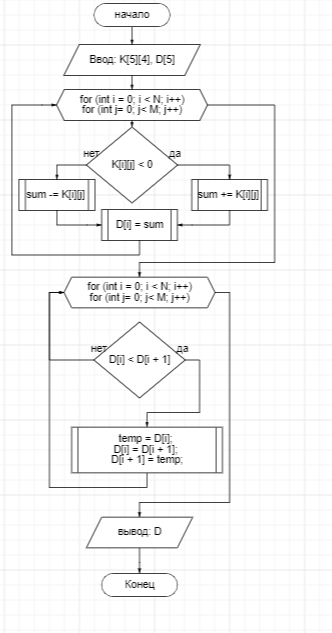 начало
Ввод: K[5][4], D[5]
for (int i = 0; i < N; i++)
for (int j= 0; j< M; j++)
K[i][j] < 0
нет
да
sum -= K[i][j]
sum += K[i][j]
D[i] = sum
for (int i = 0; i < N; i++)
for (int j= 0; j< M; j++)
D[i] < D[i + 1]
нет
да
temp = D[i];
D[i] = D[i + 1];
D[i + 1] = temp;
вывод: D
Конец